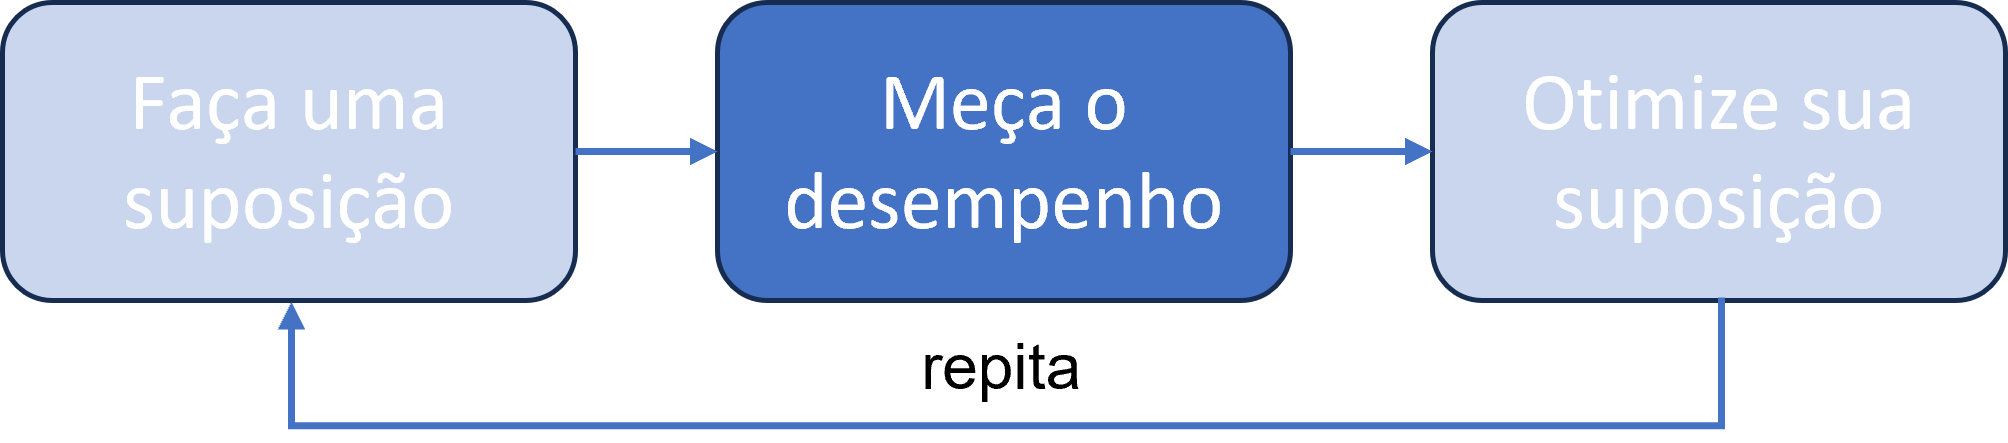 Faça uma
suposição
Meça o
desempenho
Otimize sua
suposição
repita